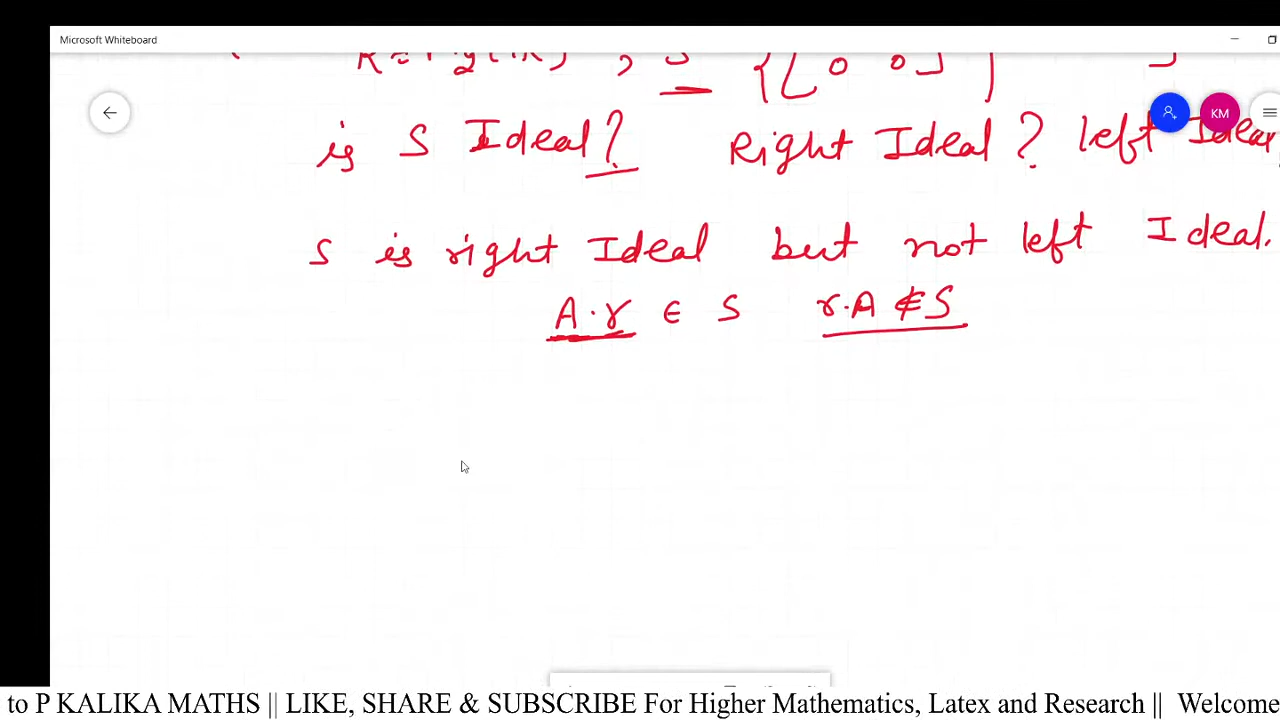 Microsoft Whiteboard
KM
is S Ideal? Right Ideal? left
S is right Ideal but not left Ideal.
A.r ∈ S r.A ∉ S
to P KALIKA MATHS || LIKE, SHARE & SUBSCRIBE For Higher Mathematics, Latex and Research || Welcome